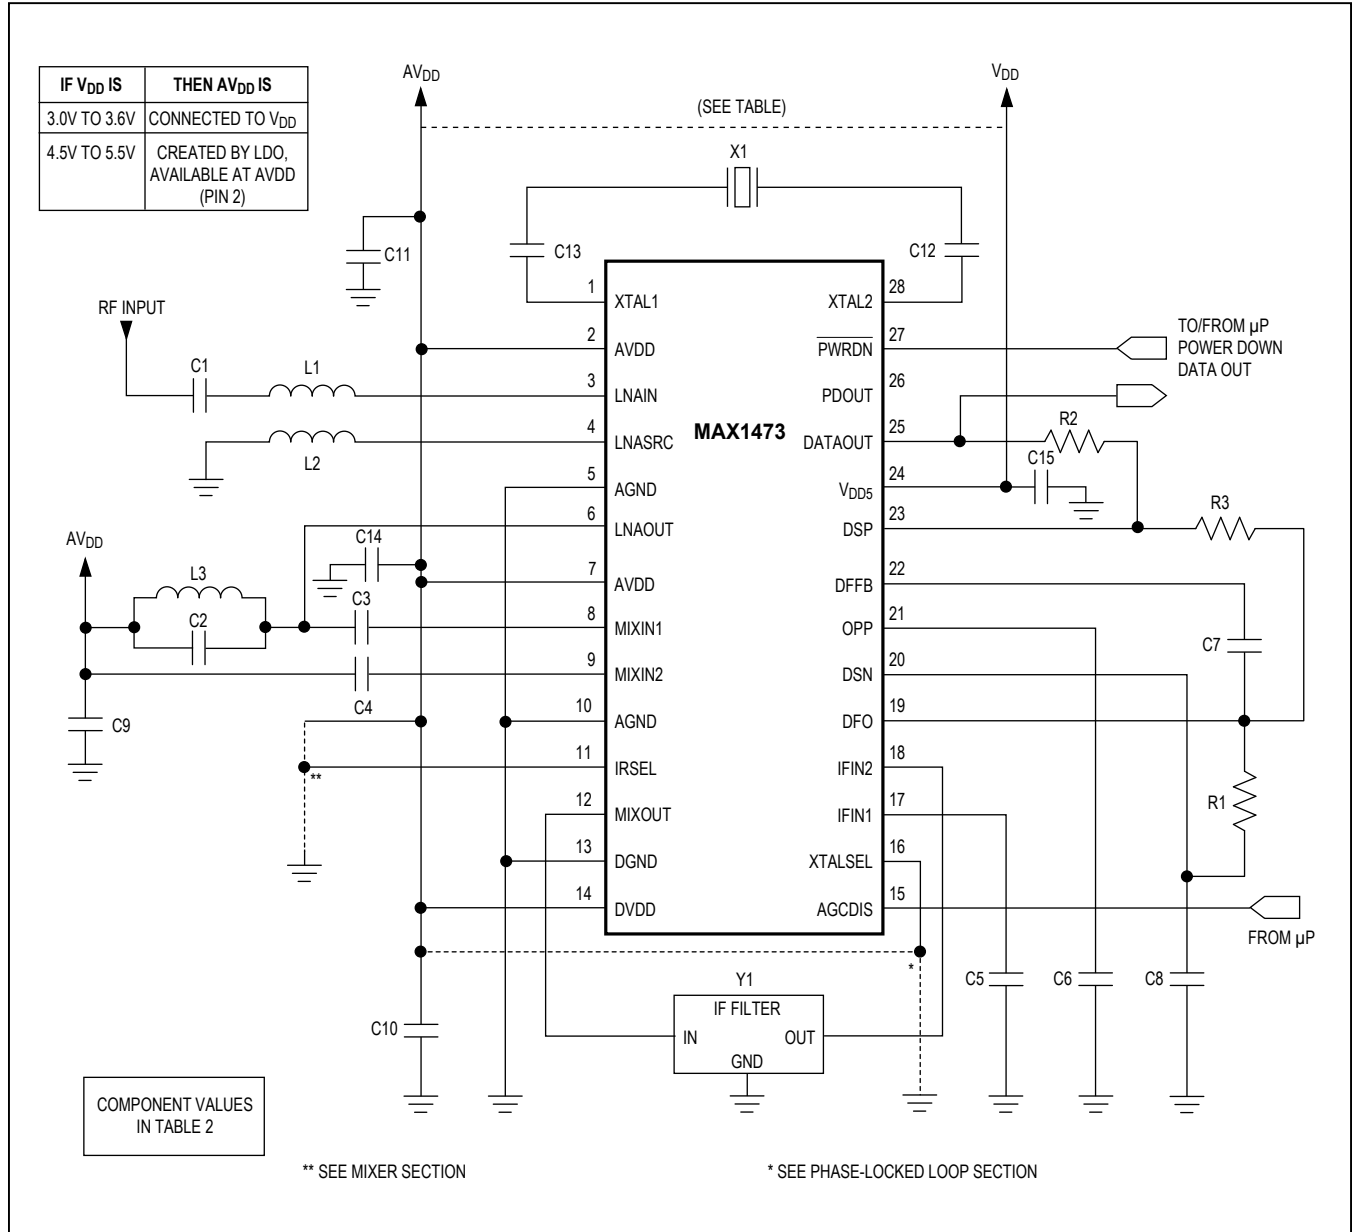 IF VDD IS
THEN AVDD IS
3.0V TO 3.6V
CONNECTED TO VDD
4.5V TO 5.5V
CREATED BY LDO,
AVAILABLE AT AVDD
(PIN 2)
AVDD
VDD
(SEE TABLE)
X1
C11
C13
C12
RF INPUT
C1
L1
L2
1
XTAL1
2
AVDD
3
LNAIN
4
LNASRC
5
AGND
6
LNAOUT
7
AVDD
8
MIXIN1
9
MIXIN2
10
AGND
11
IRSEL
12
MIXOUT
13
DGND
14
DVDD
MAX1473
28
XTAL2
27
PWRDN
26
PDOUT
25
DATAOUT
24
VDD5
23
DSP
22
DFFB
21
OPP
20
DSN
19
DFO
18
IFIN2
17
IFIN1
16
XTALSEL
15
AGCDIS
TO/FROM µP
POWER DOWN
DATA OUT
R2
C15
R3
AVDD
L3
C2
C14
C3
C4
C9
**
C7
R1
FROM µP
*
C10
Y1
IF FILTER
IN
OUT
GND
C5
C6
C8
COMPONENT VALUES
IN TABLE 2
** SEE MIXER SECTION
* SEE PHASE-LOCKED LOOP SECTION